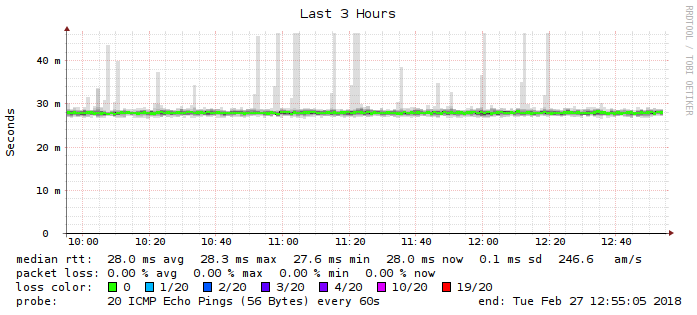 Last 3 Hours
RRDTOOL / TOBI OETIKER
Seconds
40 m
30 m
20 m
10 m
0
10:00 10:20 10:40 11:00 11:20 11:40 12:00 12:20 12:40
median rtt: 28.0 ms avg 28.3 ms max 27.6 ms min 28.0 ms now 0.1 ms sd 246.6 am/s
packet loss: 0.00 % avg 0.00 % max 0.00 % min 0.00 % now
loss color: 0 1/20 2/20 3/20 4/20 10/20 19/20
probe: 20 ICMP Echo Pings (56 Bytes) every 60s end: Tue Feb 27 12:55:05 2018